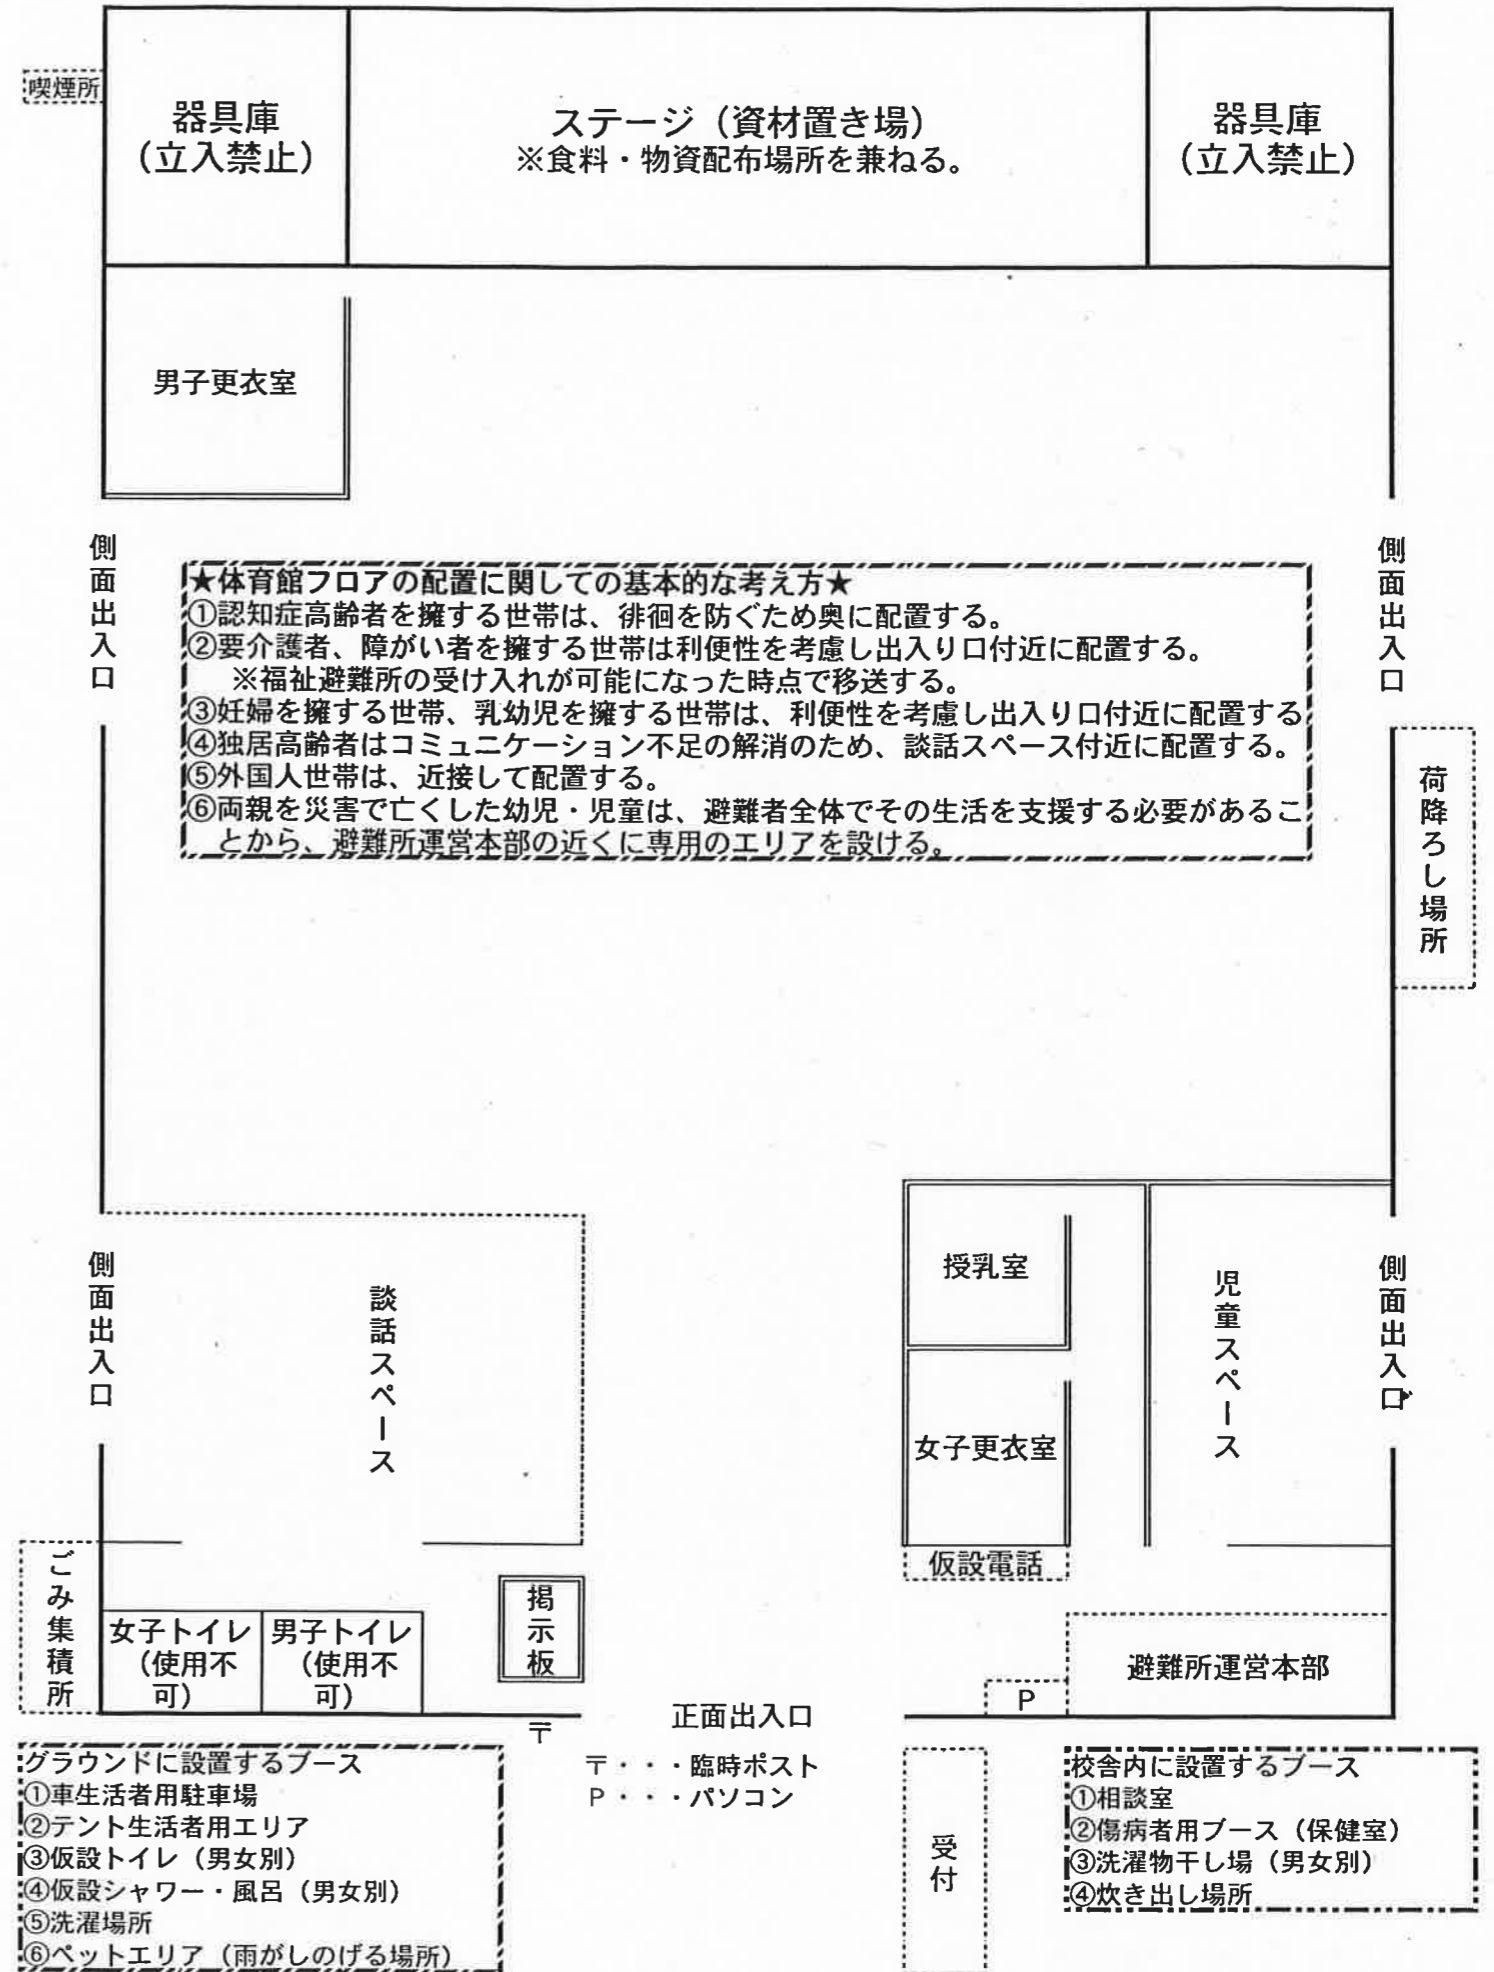 喫煙所
器具庫
（立入禁止）
ステージ（資材置き場）
※食料・物資配布場所を兼ねる。
器具庫
（立入禁止）
男子更衣室
側面出入口
側面出入口
★体育館フロアの配置に関しての基本的な考え方★
①認知症高齢者を擁する世帯は、徘徊を防ぐため奥に配置する。
②要介護者、障がい者を擁する世帯は利便性を考慮し出入り口付近に配置する。
※福祉避難所の受け入れが可能になった時点で移送する。
③妊婦を擁する世帯、乳幼児を擁する世帯は、利便性を考慮し出入り口付近に配置する
④独居高齢者はコミュニケーション不足の解消のため、談話スペース付近に配置する。
⑤外国人世帯は、近接して配置する。
⑥両親を災害で亡くした幼児・児童は、避難者全体でその生活を支援する必要があるこ
とから、避難所運営本部の近くに専用のエリアを設ける。
荷降ろし場所
側面出入口
談話スペース
授乳室
児童スペース
側面出入口
女子更衣室
仮設電話
ごみ集積所
女子トイレ
（使用不
可）
男子トイレ
（使用不
可）
掲示板
避難所運営本部
P
〒
正面出入口
〒・・・臨時ポスト
P・・・パソコン
受付
グラウンドに設置するブース
①車生活者用駐車場
②テント生活者用エリア
③仮設トイレ（男女別）
④仮設シャワー・風呂（男女別）
⑤洗濯場所
⑥ペットエリア（雨がしのげる場所）
校舎内に設置するブース
①相談室
②傷病者用ブース（保健室）
③洗濯物干し場（男女別）
④炊き出し場所